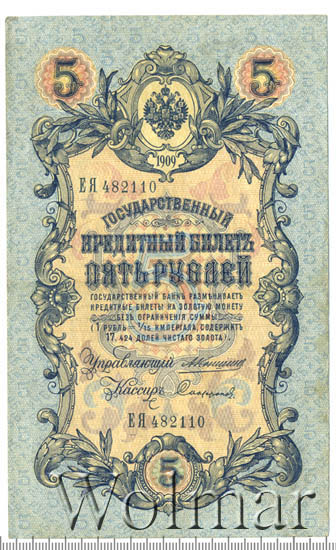 5 5
1909
ЕЯ 482110
ГОСУДАРСТВЕННЫЙ
КРЕДИТНЫЙ БИЛЕТЪ
ПЯТЬ РУБЛЕЙ
ГОСУДАРСТВЕННЫЙ БАНКЪ РАЗМѢНИВАЕТЪ
КРЕДИТНЫЕ БИЛЕТЫ НА ЗОЛОТУЮ МОНЕТУ
БЕЗЪ ОГРАНИЧЕНІЯ СУММЫ
(1 РУБЛЬ = 1/15 ИМПЕРІАЛА, СОДЕРЖИТЪ
17,424 ДОЛЕЙ ЧИСТАГО ЗОЛОТА).
Управляющій
Кассиръ
ЕЯ 482110
5
Wolmar